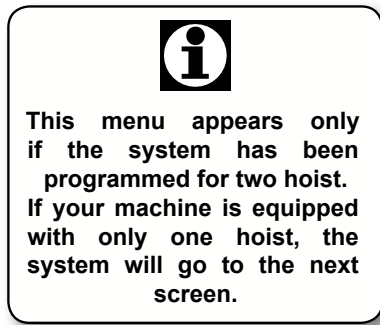 This menu appears only
if the system has been
programmed for two hoist.
If your machine is equipped
with only one hoist, the
system will go to the next
screen.